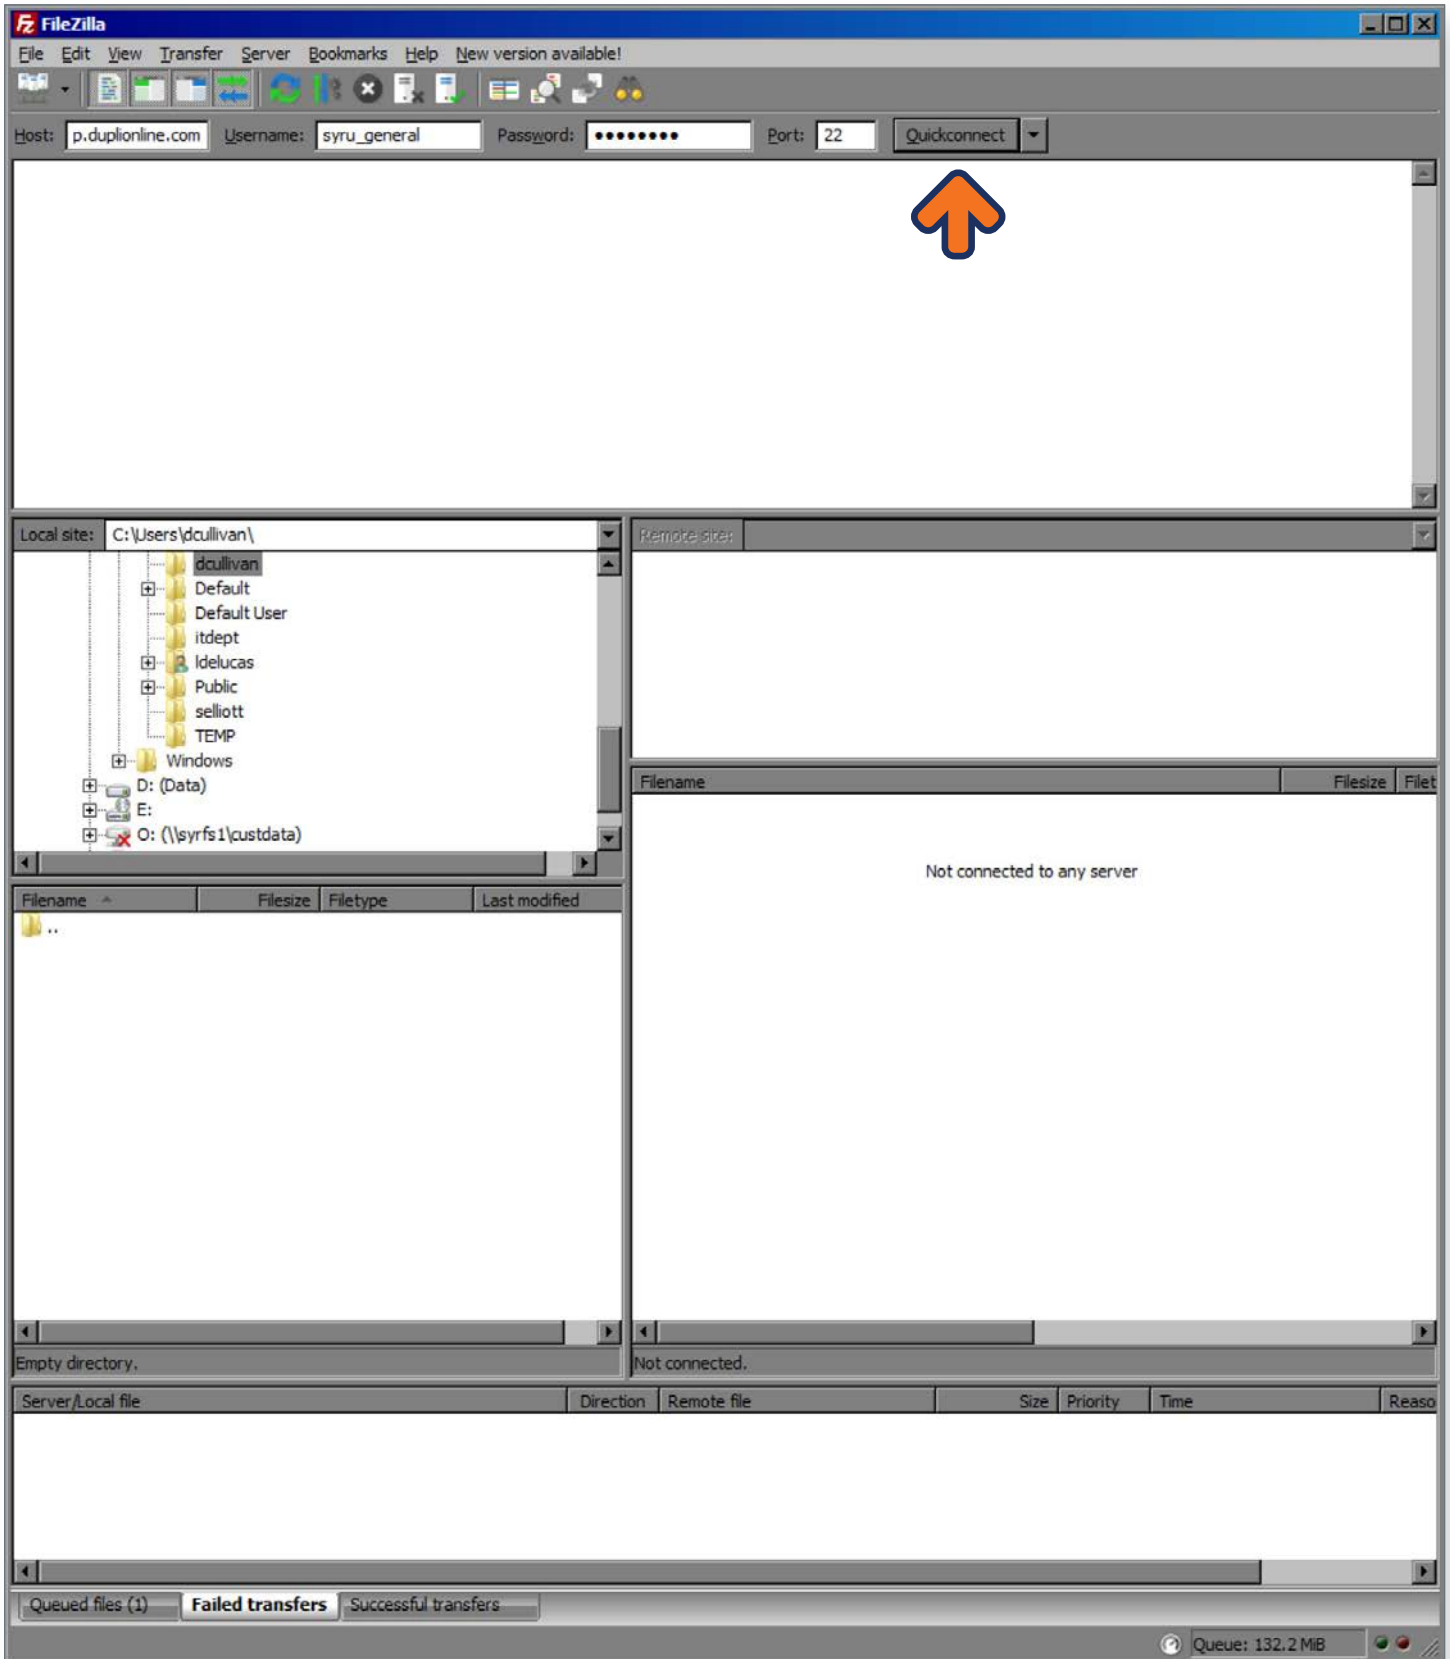 FileZilla
File Edit View Transfer Server Bookmarks Help New version available!
Host: p.duplionline.com Username: syru_general Password: ●●●●●●●● Port: 22 Quickconnect
Local site: C:\Users\dcullivan\
Remote site:
dcullivan
Default
Default User
itdept
ldelucas
Public
selliott
TEMP
Windows
D: (Data)
E:
O: (\\syrfs1\custdata)
Filename Filesize Filet
Not connected to any server
Filename Filesize Filetype Last modified
..
Empty directory.
Not connected.
Server/Local file Direction Remote file Size Priority Time Reaso
Queued files (1) Failed transfers Successful transfers
Queue: 132.2 MiB